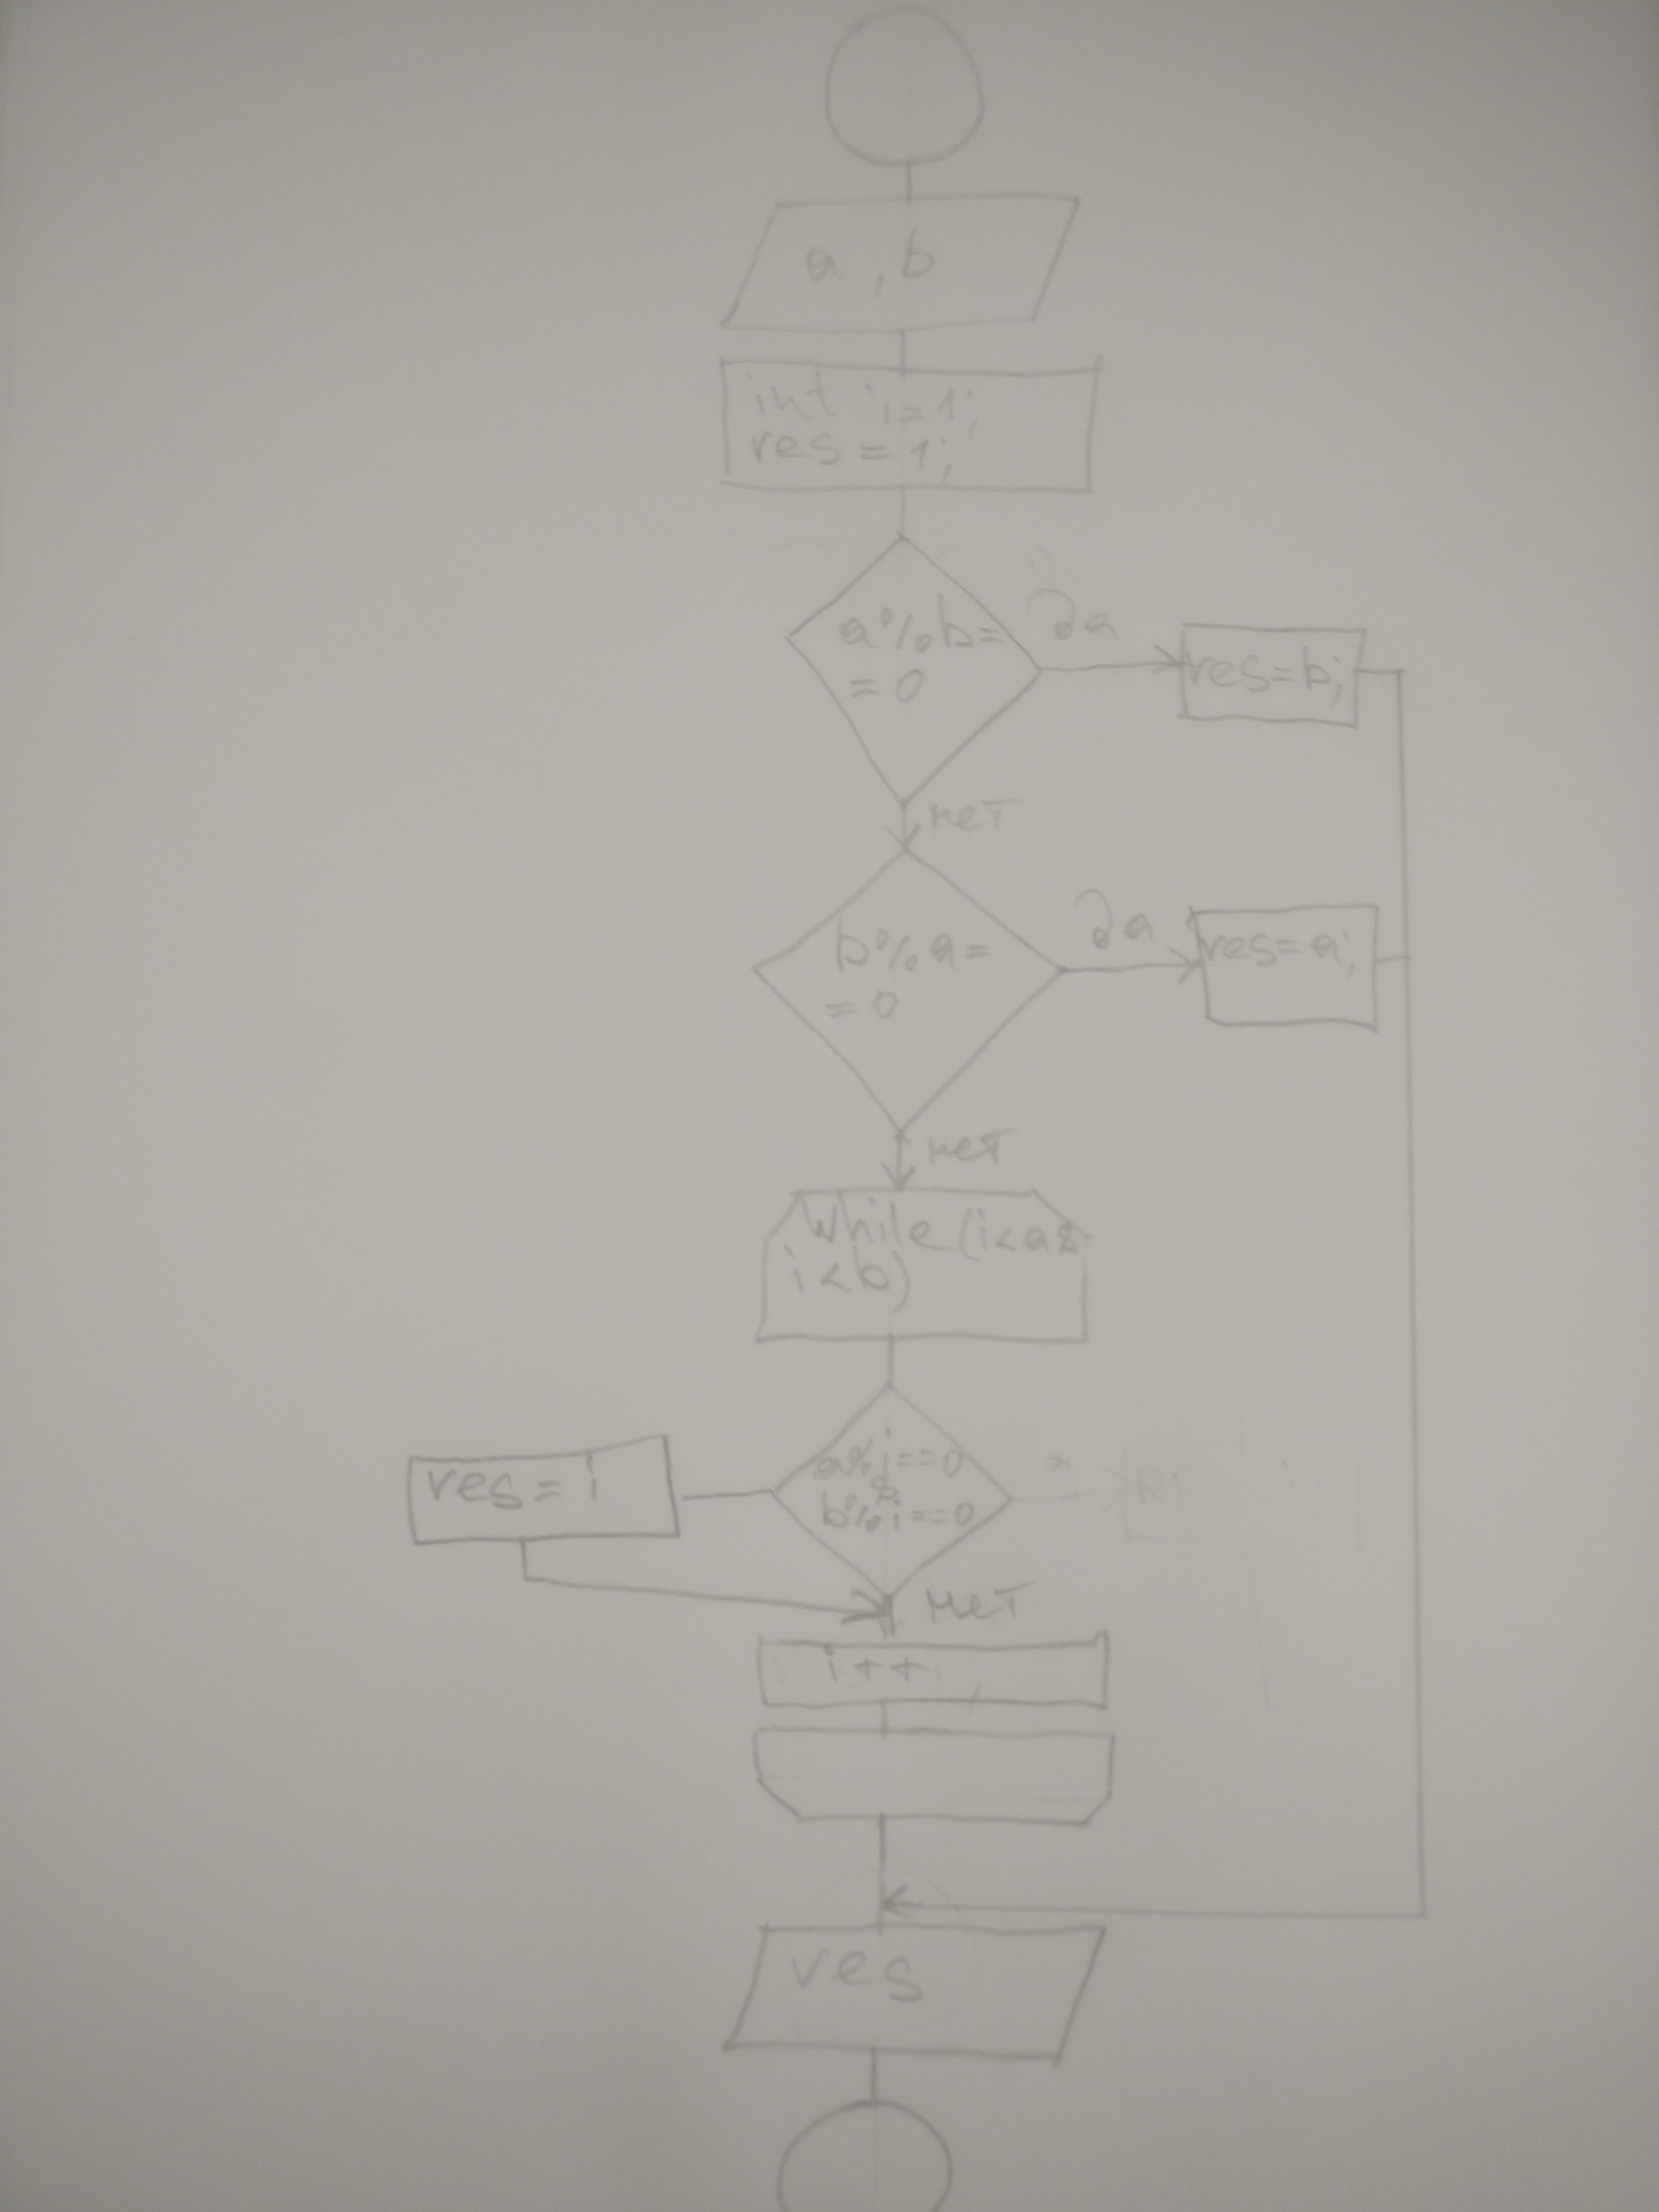 a , b
int i=1;
res = 1;
a%b=
=0
да
res=b;
нет
b%a=
=0
да
res=a;
нет
While (i<a&
i<b)
res=i
a%i==0
&
b%i==0
нет
i++;
res